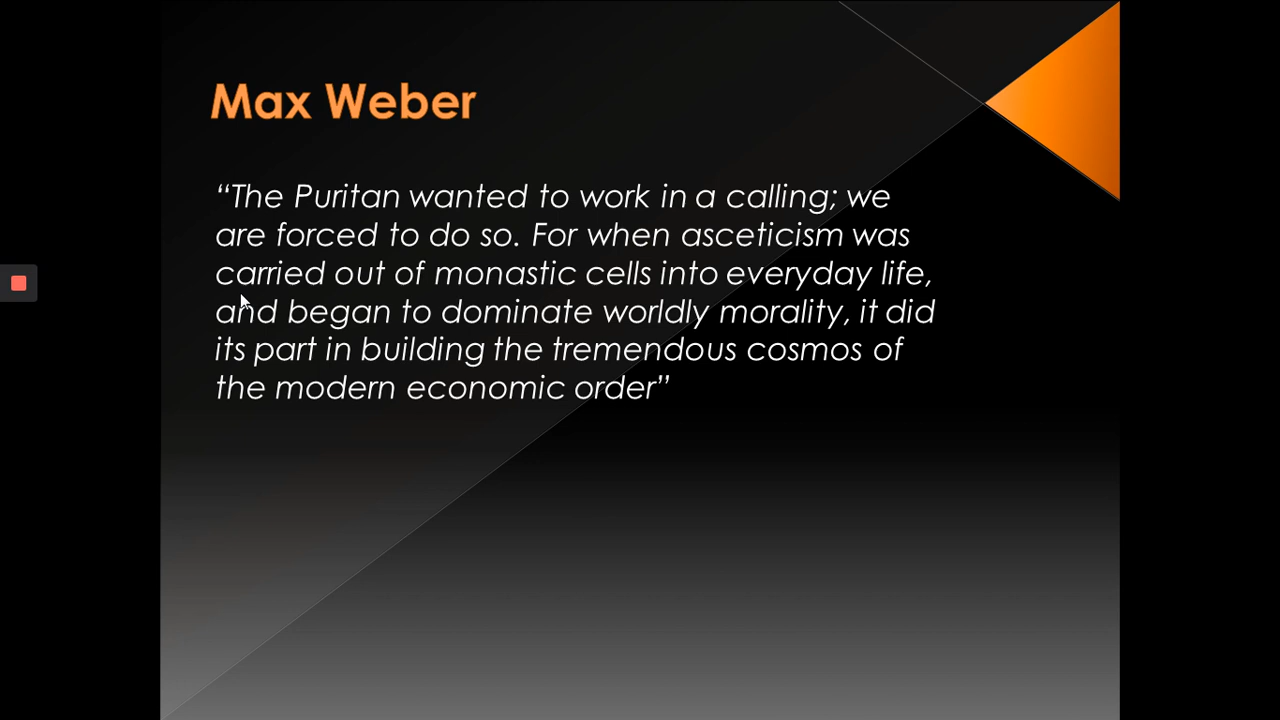 Max Weber
“The Puritan wanted to work in a calling; we
are forced to do so. For when asceticism was
carried out of monastic cells into everyday life,
and began to dominate worldly morality, it did
its part in building the tremendous cosmos of
the modern economic order”